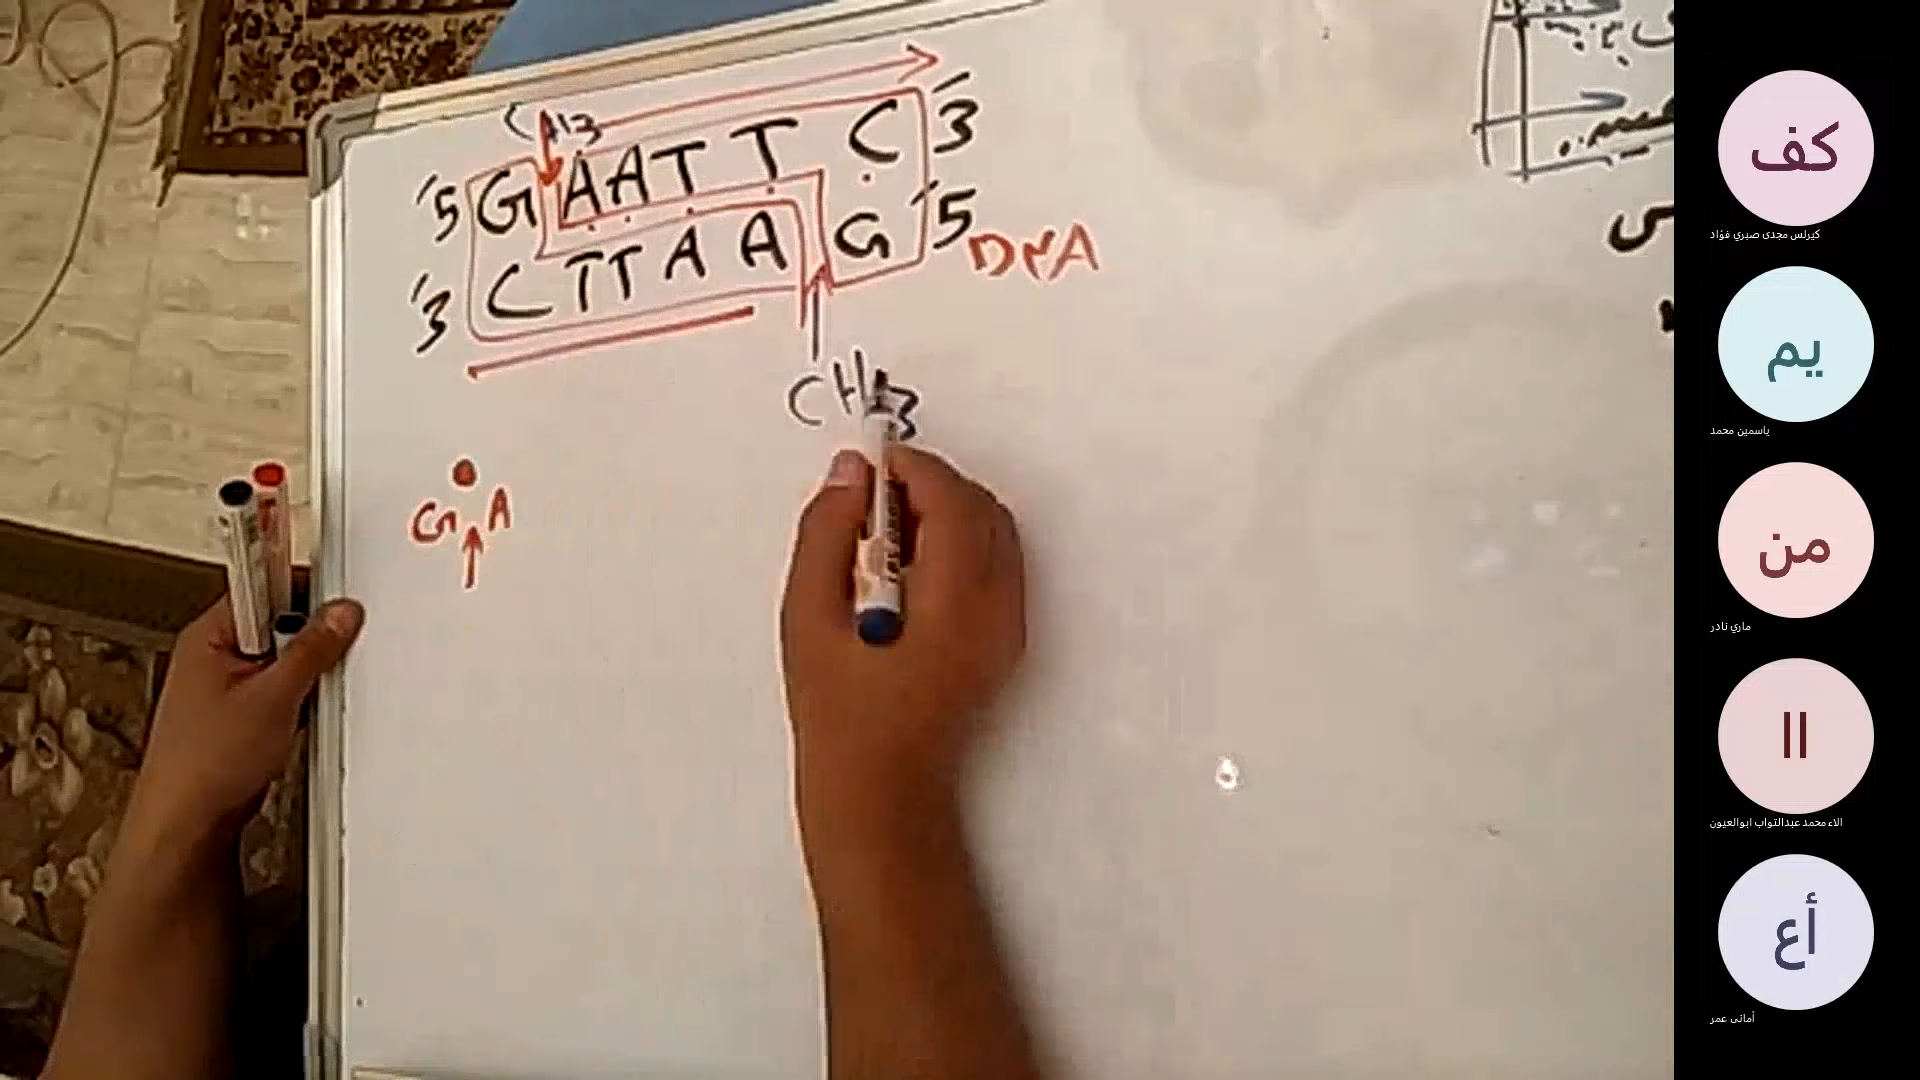 CH3
'5 G A A T T C '3
'3 C T T A A G '5
DNA
CH3
G A
كف
كيرلس مجدى صبري فؤاد
يم
ياسمين محمد
من
ماري نادر
اا
الاء محمد عبدالتواب ابوالعيون
أع
أمانى عمر